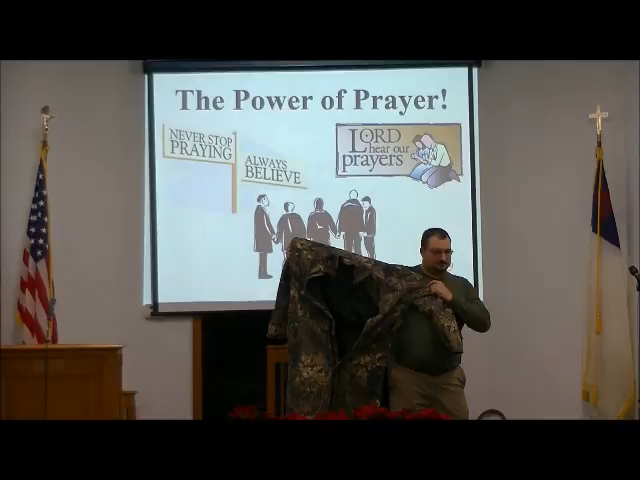 The Power of Prayer!
NEVER STOP
PRAYING
ALWAYS
BELIEVE
LORD
hear our
prayers